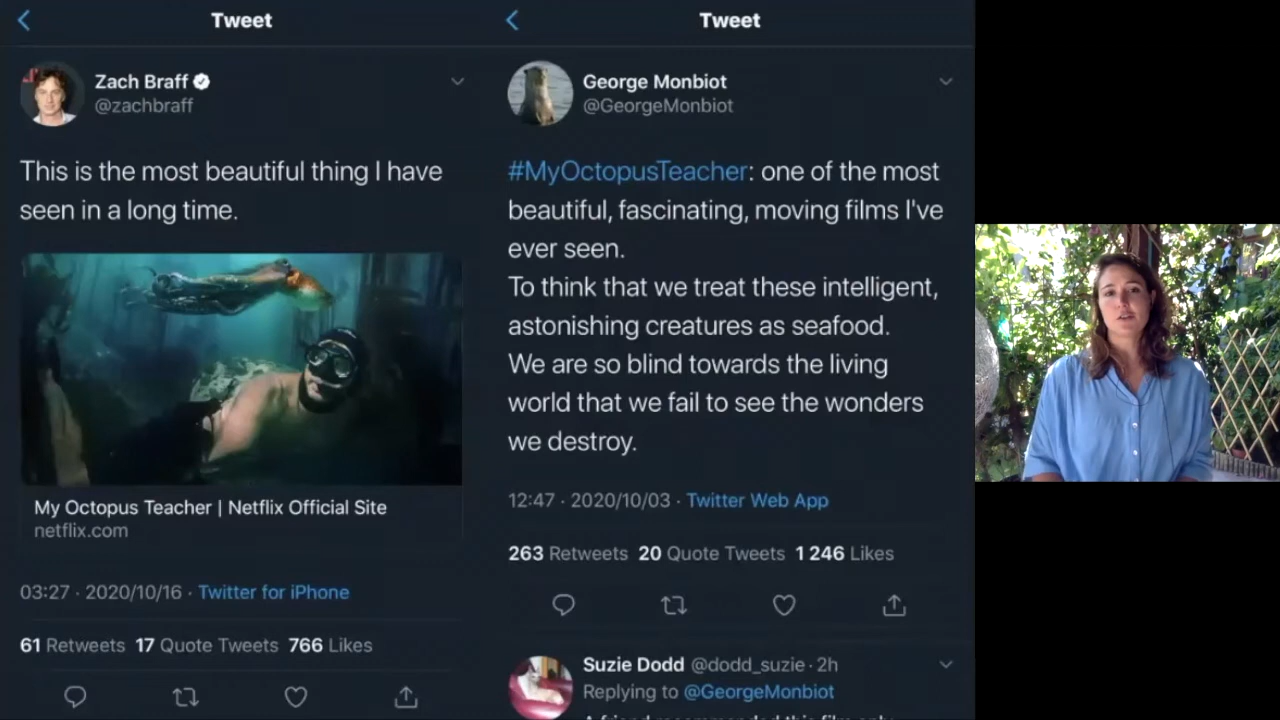 Tweet
Zach Braff
@zachbraff
This is the most beautiful thing I have
seen in a long time.
My Octopus Teacher | Netflix Official Site
netflix.com
03:27 · 2020/10/16 · Twitter for iPhone
61 Retweets 17 Quote Tweets 766 Likes
Tweet
George Monbiot
@GeorgeMonbiot
#MyOctopusTeacher: one of the most
beautiful, fascinating, moving films I've
ever seen.
To think that we treat these intelligent,
astonishing creatures as seafood.
We are so blind towards the living
world that we fail to see the wonders
we destroy.
12:47 · 2020/10/03 · Twitter Web App
263 Retweets 20 Quote Tweets 1 246 Likes
Suzie Dodd @dodd_suzie · 2h
Replying to @GeorgeMonbiot
A friend recommended this film only